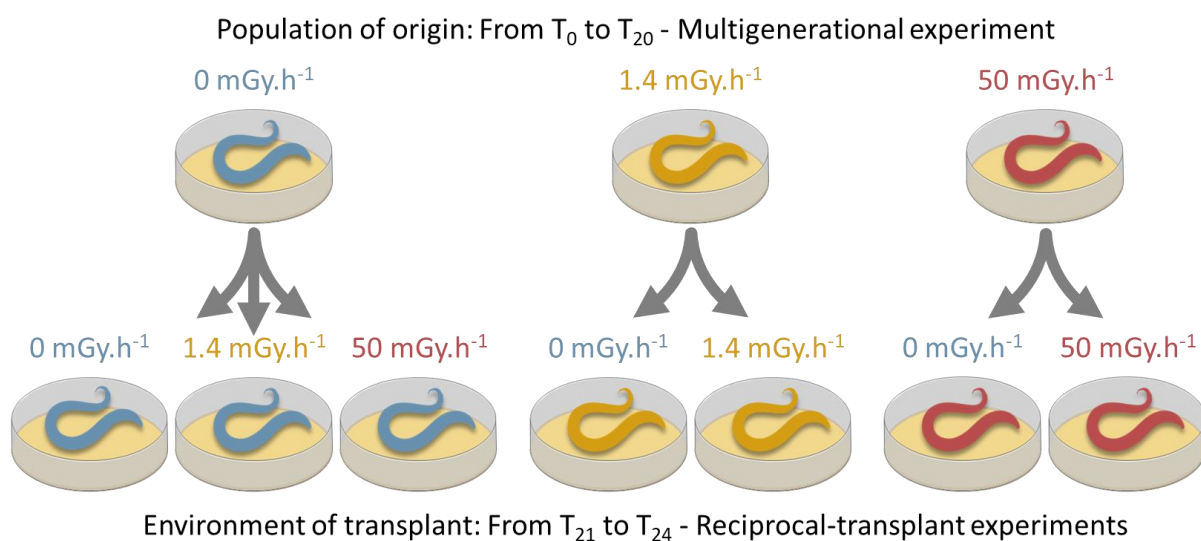 Population of origin: From T₀ to T₂₀ - Multigenerational experiment
0 mGy.h⁻¹ 1.4 mGy.h⁻¹ 50 mGy.h⁻¹
0 mGy.h⁻¹ 1.4 mGy.h⁻¹ 50 mGy.h⁻¹ 0 mGy.h⁻¹ 1.4 mGy.h⁻¹ 0 mGy.h⁻¹ 50 mGy.h⁻¹
Environment of transplant: From T₂₁ to T₂₄ - Reciprocal-transplant experiments